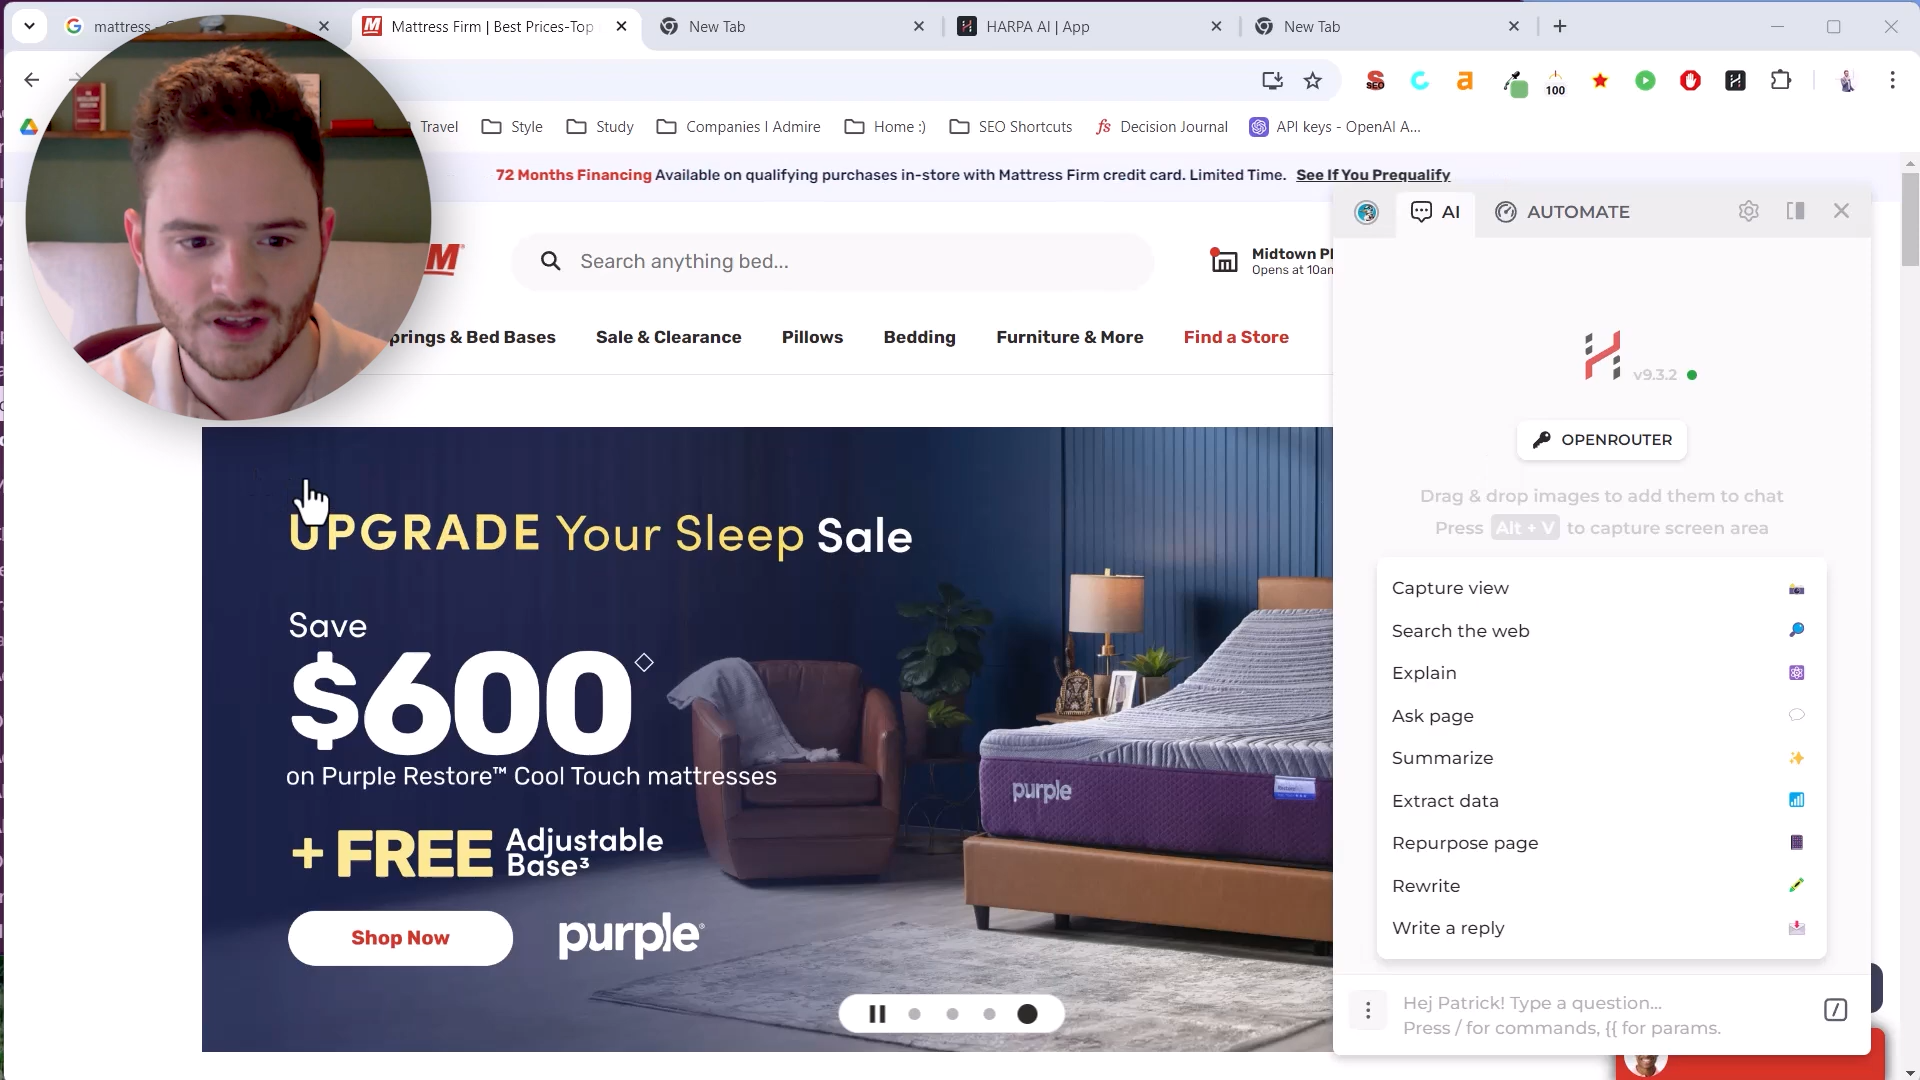 mattress
Mattress Firm | Best Prices-Top
New Tab
HARPA AI | App
New Tab
SEO
100
Travel
Style
Study
Companies I Admire
Home :)
SEO Shortcuts
fs Decision Journal
API keys - OpenAI A...
72 Months Financing Available on qualifying purchases in-store with Mattress Firm credit card. Limited Time. See If You Prequalify
M
Search anything bed...
Midtown Pl
Opens at 10am
prings & Bed Bases
Sale & Clearance
Pillows
Bedding
Furniture & More
Find a Store
UPGRADE Your Sleep Sale
Save
$600◇
on Purple Restore™ Cool Touch mattresses
+ FREE Adjustable
Base³
Shop Now
purple
purple
AI
AUTOMATE
v9.3.2
OPENROUTER
Drag & drop images to add them to chat
Press Alt + V to capture screen area
Capture view
Search the web
Explain
Ask page
Summarize
Extract data
Repurpose page
Rewrite
Write a reply
Hej Patrick! Type a question...
Press / for commands, {{ for params.